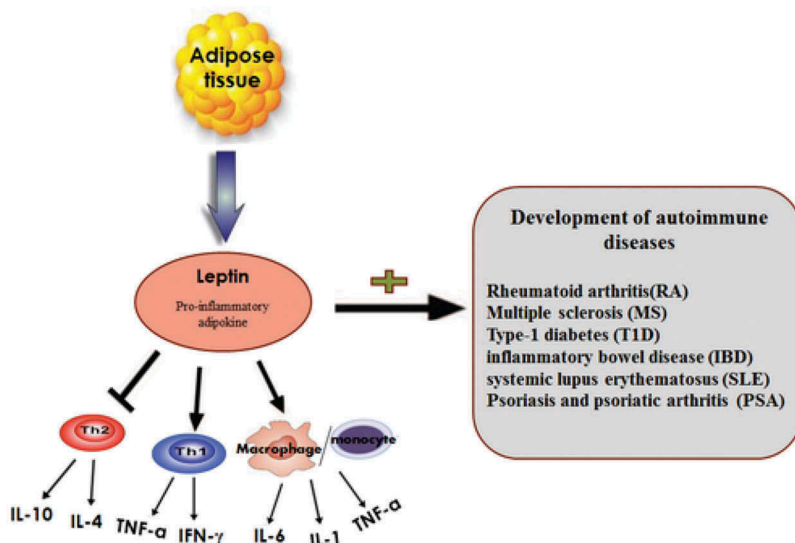 Adipose
tissue
Leptin
Pro-inflammatory
adipokine
Development of autoimmune
diseases
Rheumatoid arthritis(RA)
Multiple sclerosis (MS)
Type-1 diabetes (T1D)
inflammatory bowel disease (IBD)
systemic lupus erythematosus (SLE)
Psoriasis and psoriatic arthritis (PSA)
Th2
Th1
Macrophage
monocyte
IL-10
IL-4
TNF-α
IFN-γ
IL-6
IL-1
TNF-α